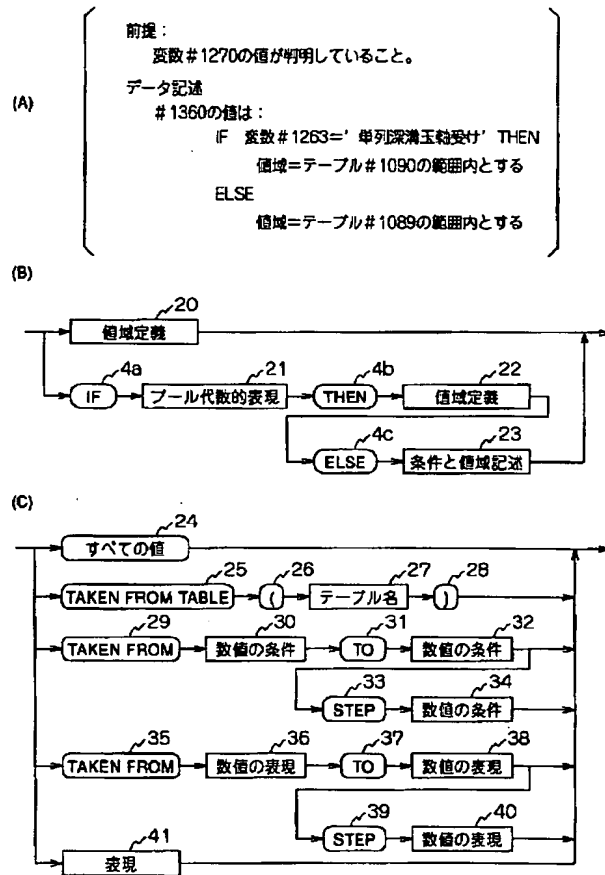 (A)
前提：
変数＃1270の値が判明していること。
データ記述
＃1360の値は：
IF 変数＃1263＝’単列深溝玉軸受け’ THEN
値域＝テーブル＃1090の範囲内とする
ELSE
値域＝テーブル＃1089の範囲内とする
(B)
20
値域定義
4a 21 4b 22
IF ブール代数的表現 THEN 値域定義
4c 23
ELSE 条件と値域記述
(C)
24
すべての値
25 26 27 28
TAKEN FROM TABLE ( テーブル名 )
29 30 31 32
TAKEN FROM 数値の条件 TO 数値の条件
33 34
STEP 数値の条件
35 36 37 38
TAKEN FROM 数値の表現 TO 数値の表現
39 40
STEP 数値の表現
41
表現